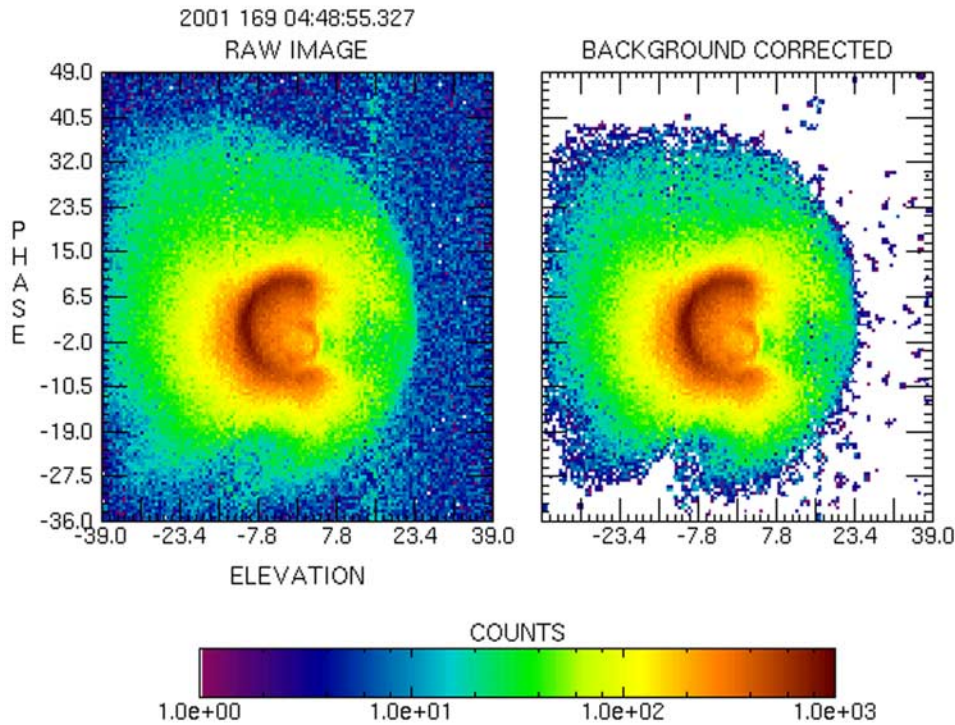 2001 169 04:48:55.327
RAW IMAGE
BACKGROUND CORRECTED
49.0
40.5
32.0
23.5
15.0
6.5
-2.0
-10.5
-19.0
-27.5
-36.0
PHASE
-39.0 -23.4 -7.8 7.8 23.4 39.0
-23.4 -7.8 7.8 23.4 39.0
ELEVATION
COUNTS
1.0e+00 1.0e+01 1.0e+02 1.0e+03